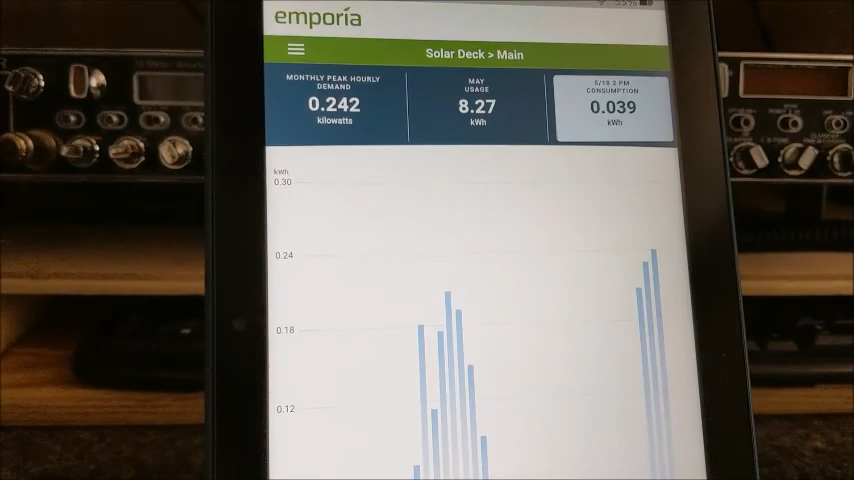 55%
emporia
Solar Deck > Main
MONTHLY PEAK HOURLY
DEMAND
0.242
kilowatts
MAY
USAGE
8.27
kWh
5/18 2 PM
CONSUMPTION
0.039
kWh
kWh
0.30
0.24
0.18
0.12